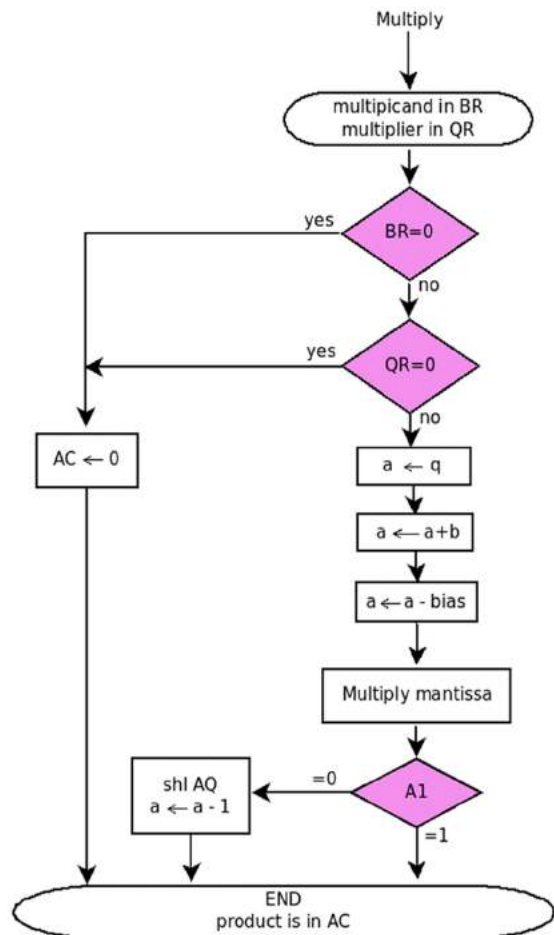 Multiply
multipicand in BR
multiplier in QR
yes
BR=0
no
yes
QR=0
no
AC ← 0
a ← q
a ← a+b
a ← a - bias
Multiply mantissa
shl AQ
a ← a - 1
=0
A1
=1
END
product is in AC